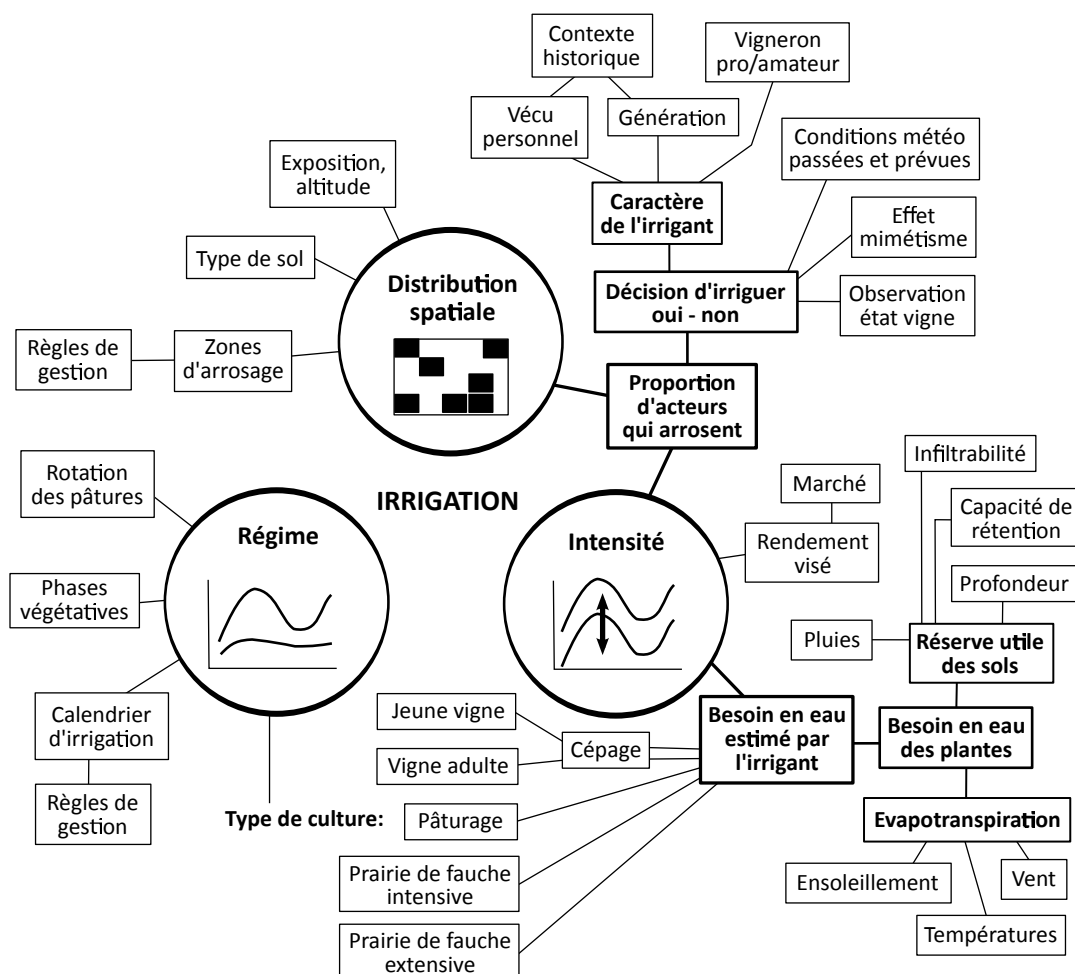 Contexte
historique
Vigneron
pro/amateur
Vécu
personnel
Génération
Conditions météo
passées et prévues
Exposition,
altitude
Caractère
de l'irrigant
Effet
mimétisme
Type de sol
Distribution
spatiale
Décision d'irriguer
oui - non
Observation
état vigne
Règles de
gestion
Zones
d'arrosage
Proportion
d'acteurs
qui arrosent
Infiltrabilité
Rotation
des pâtures
IRRIGATION
Marché
Capacité de
rétention
Régime
Intensité
Rendement
visé
Phases
végétatives
Profondeur
Pluies
Réserve utile
des sols
Calendrier
d'irrigation
Jeune vigne
Cépage
Vigne adulte
Besoin en eau
estimé par
l'irrigant
Besoin en eau
des plantes
Règles de
gestion
Type de culture:
Pâturage
Evapotranspiration
Prairie de fauche
intensive
Ensoleillement
Vent
Températures
Prairie de fauche
extensive